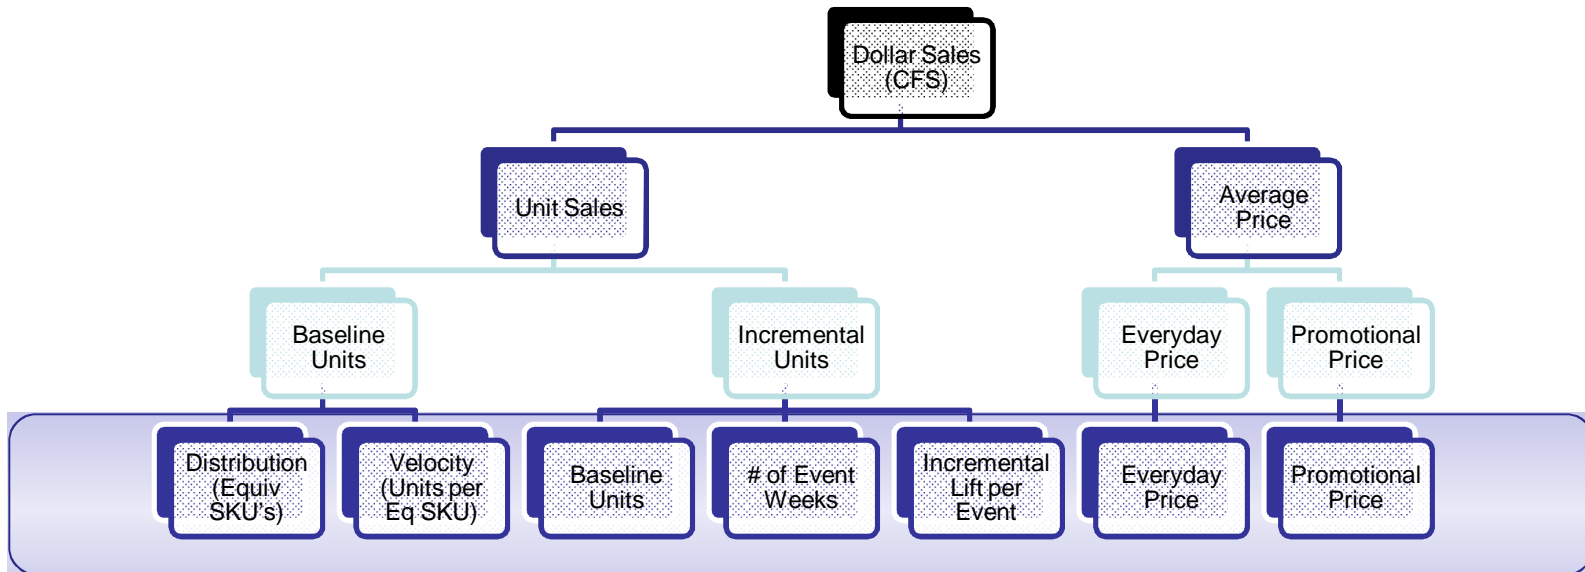 Dollar Sales
(CFS)
Unit Sales
Average
Price
Baseline
Units
Incremental
Units
Everyday
Price
Promotional
Price
Distribution
(Equiv
SKU's)
Velocity
(Units per
Eq SKU)
Baseline
Units
# of Event
Weeks
Incremental
Lift per
Event
Everyday
Price
Promotional
Price